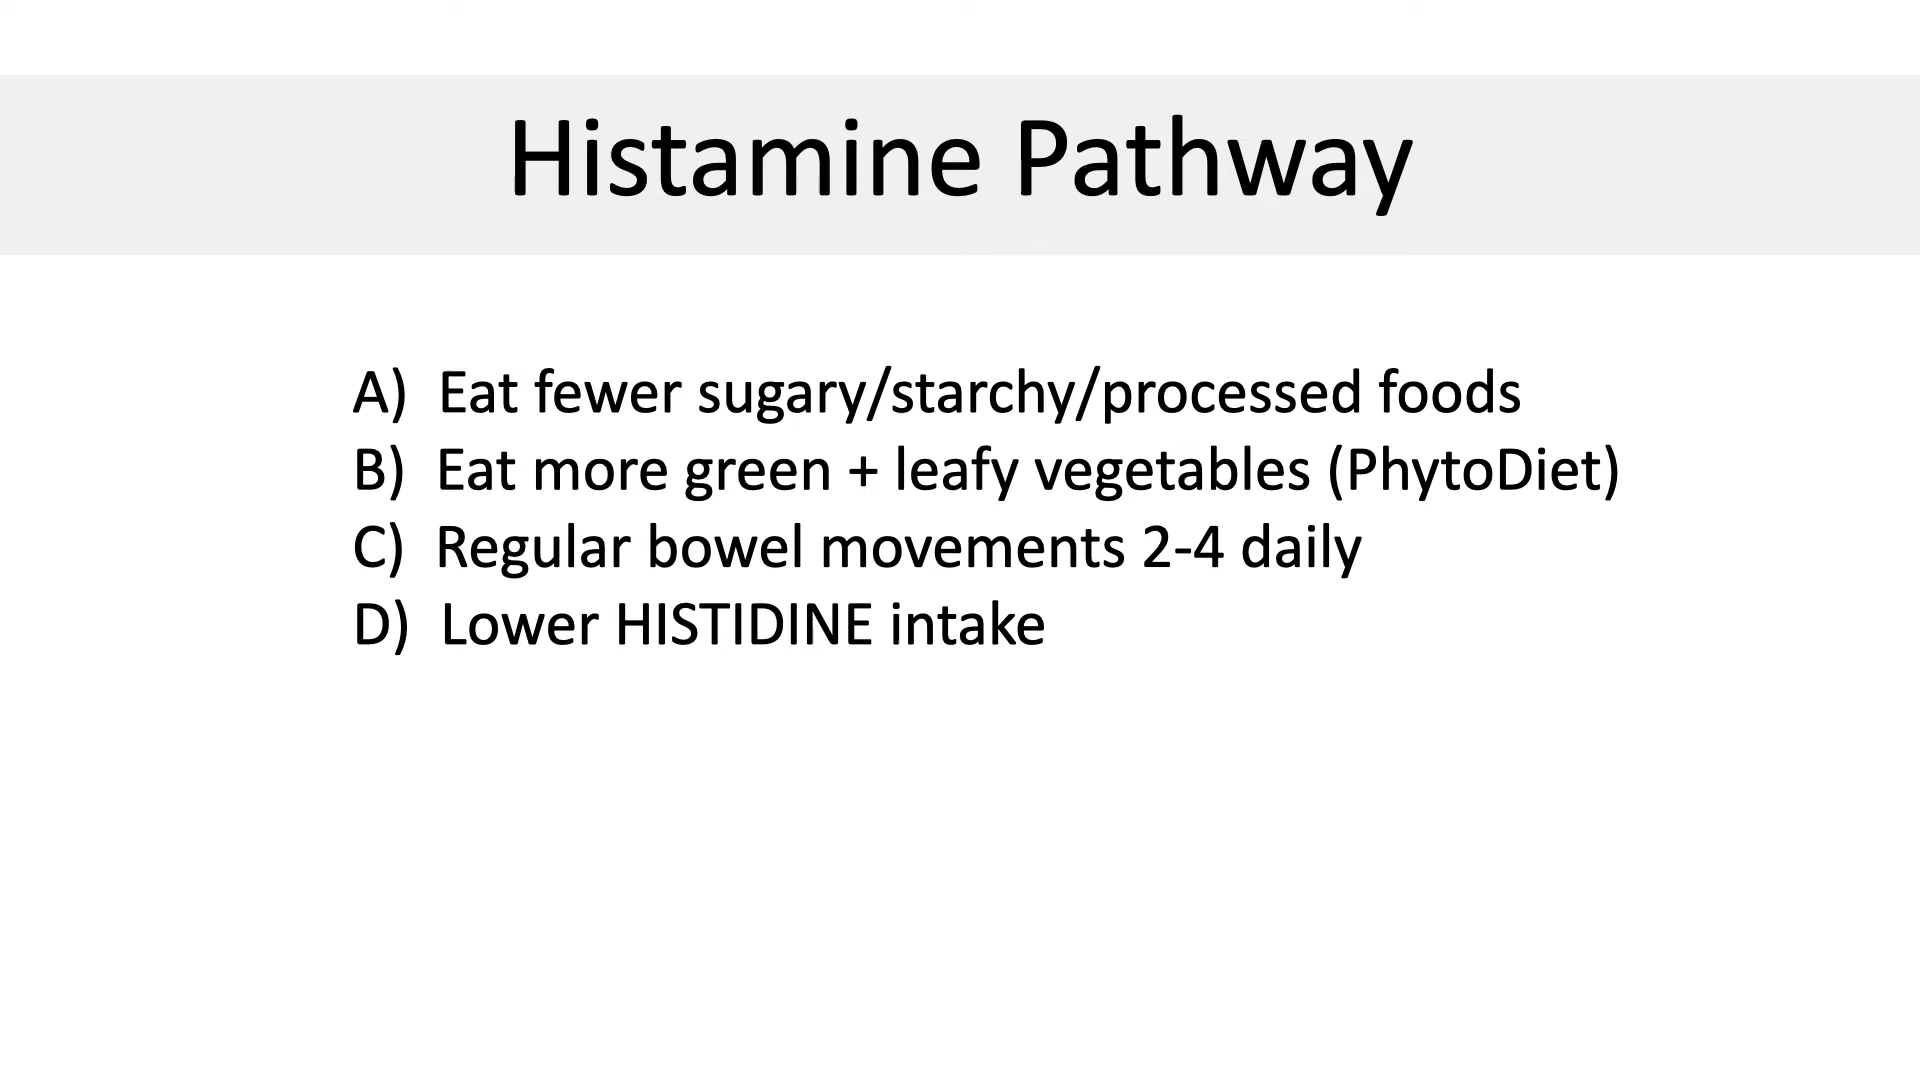 Histamine Pathway
A) Eat fewer sugary/starchy/processed foods
B) Eat more green + leafy vegetables (PhytoDiet)
C) Regular bowel movements 2-4 daily
D) Lower HISTIDINE intake